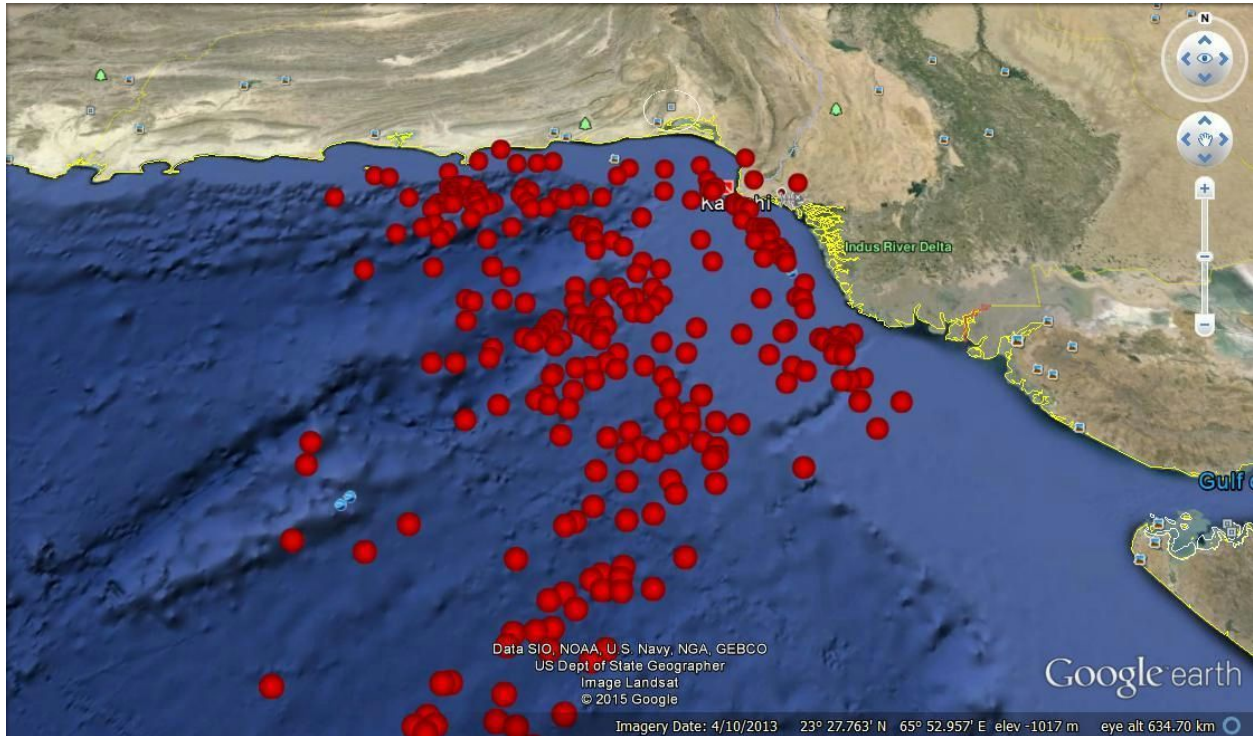 N
Indus River Delta
Gulf
Data SIO, NOAA, U.S. Navy, NGA, GEBCO
US Dept of State Geographer
Image Landsat
© 2015 Google
Google earth
Imagery Date: 4/10/2013 23° 27.763' N 65° 52.957' E elev -1017 m eye alt 634.70 km